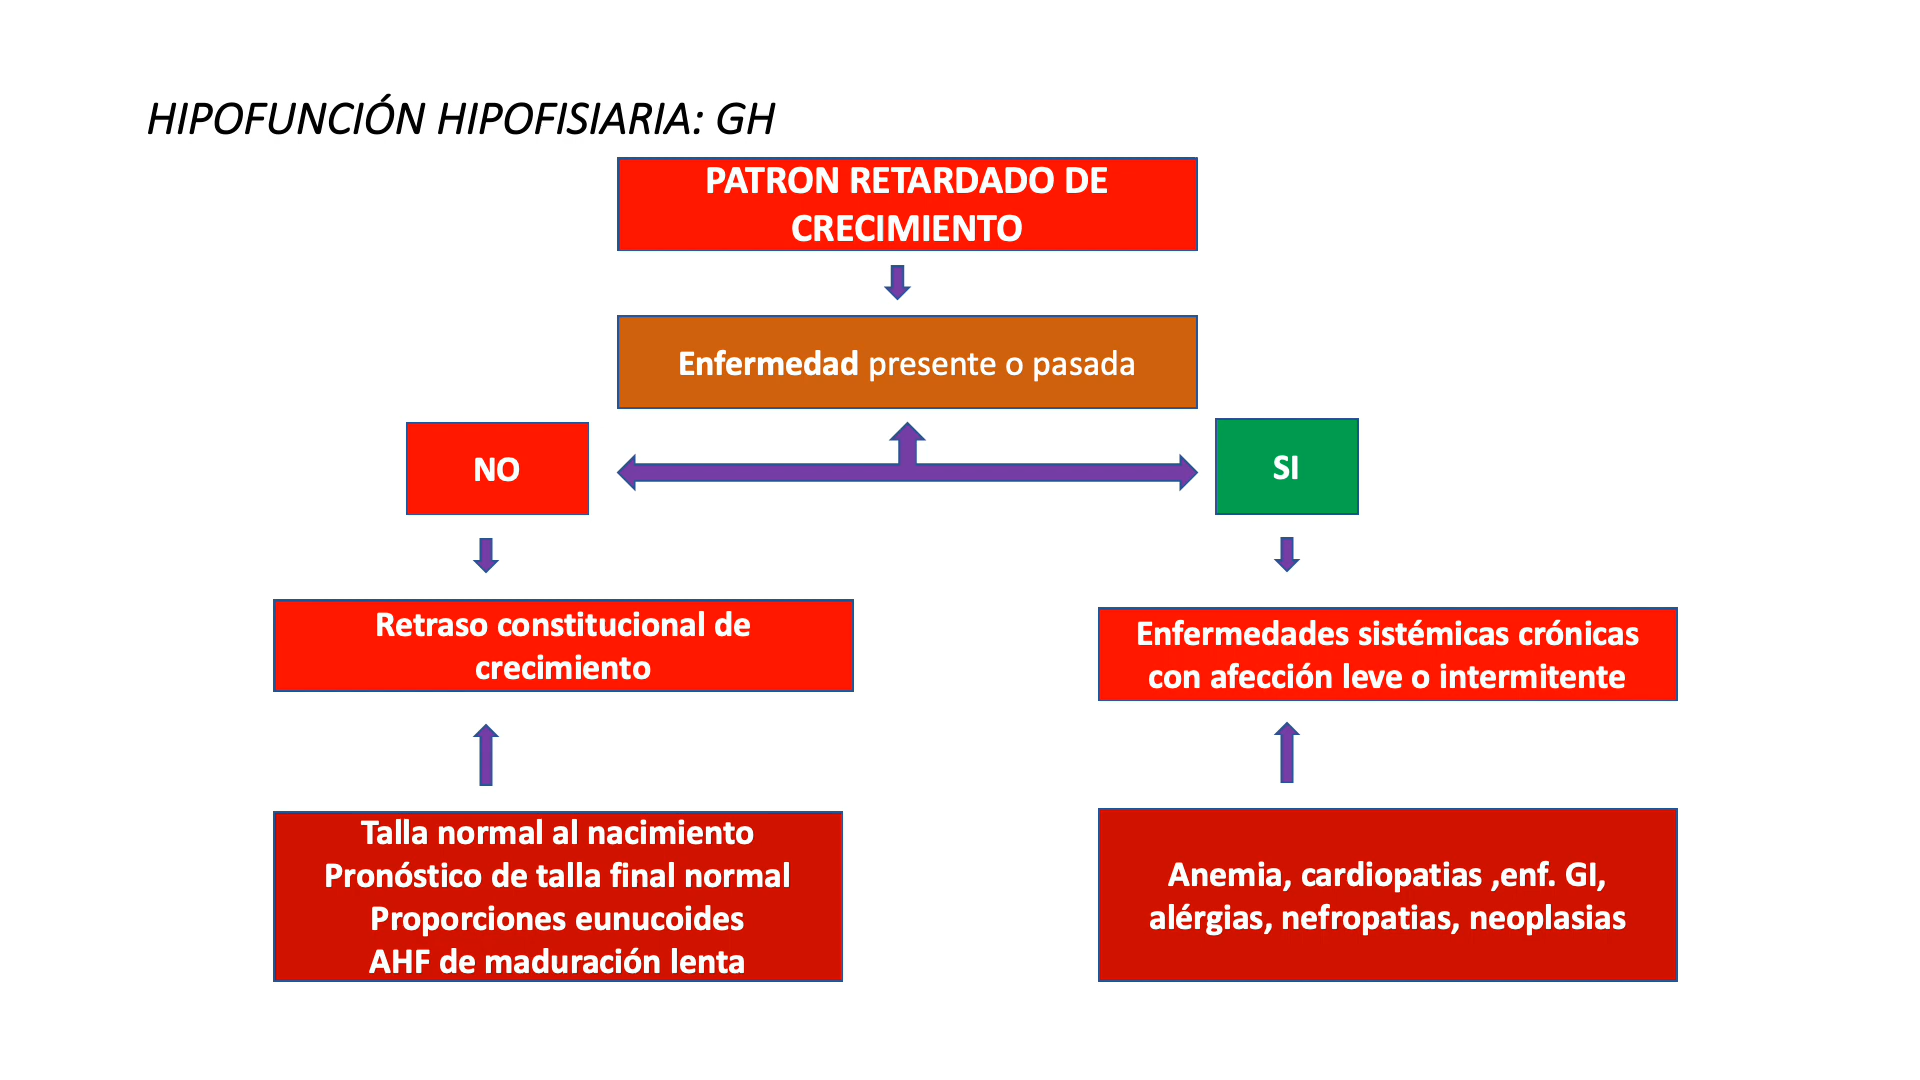 HIPOFUNCIÓN HIPOFISIARIA: GH
PATRON RETARDADO DE
CRECIMIENTO
Enfermedad presente o pasada
NO
SI
Retraso constitucional de
crecimiento
Enfermedades sistémicas crónicas
con afección leve o intermitente
Talla normal al nacimiento
Pronóstico de talla final normal
Proporciones eunucoides
AHF de maduración lenta
Anemia, cardiopatias ,enf. GI,
alérgias, nefropatias, neoplasias